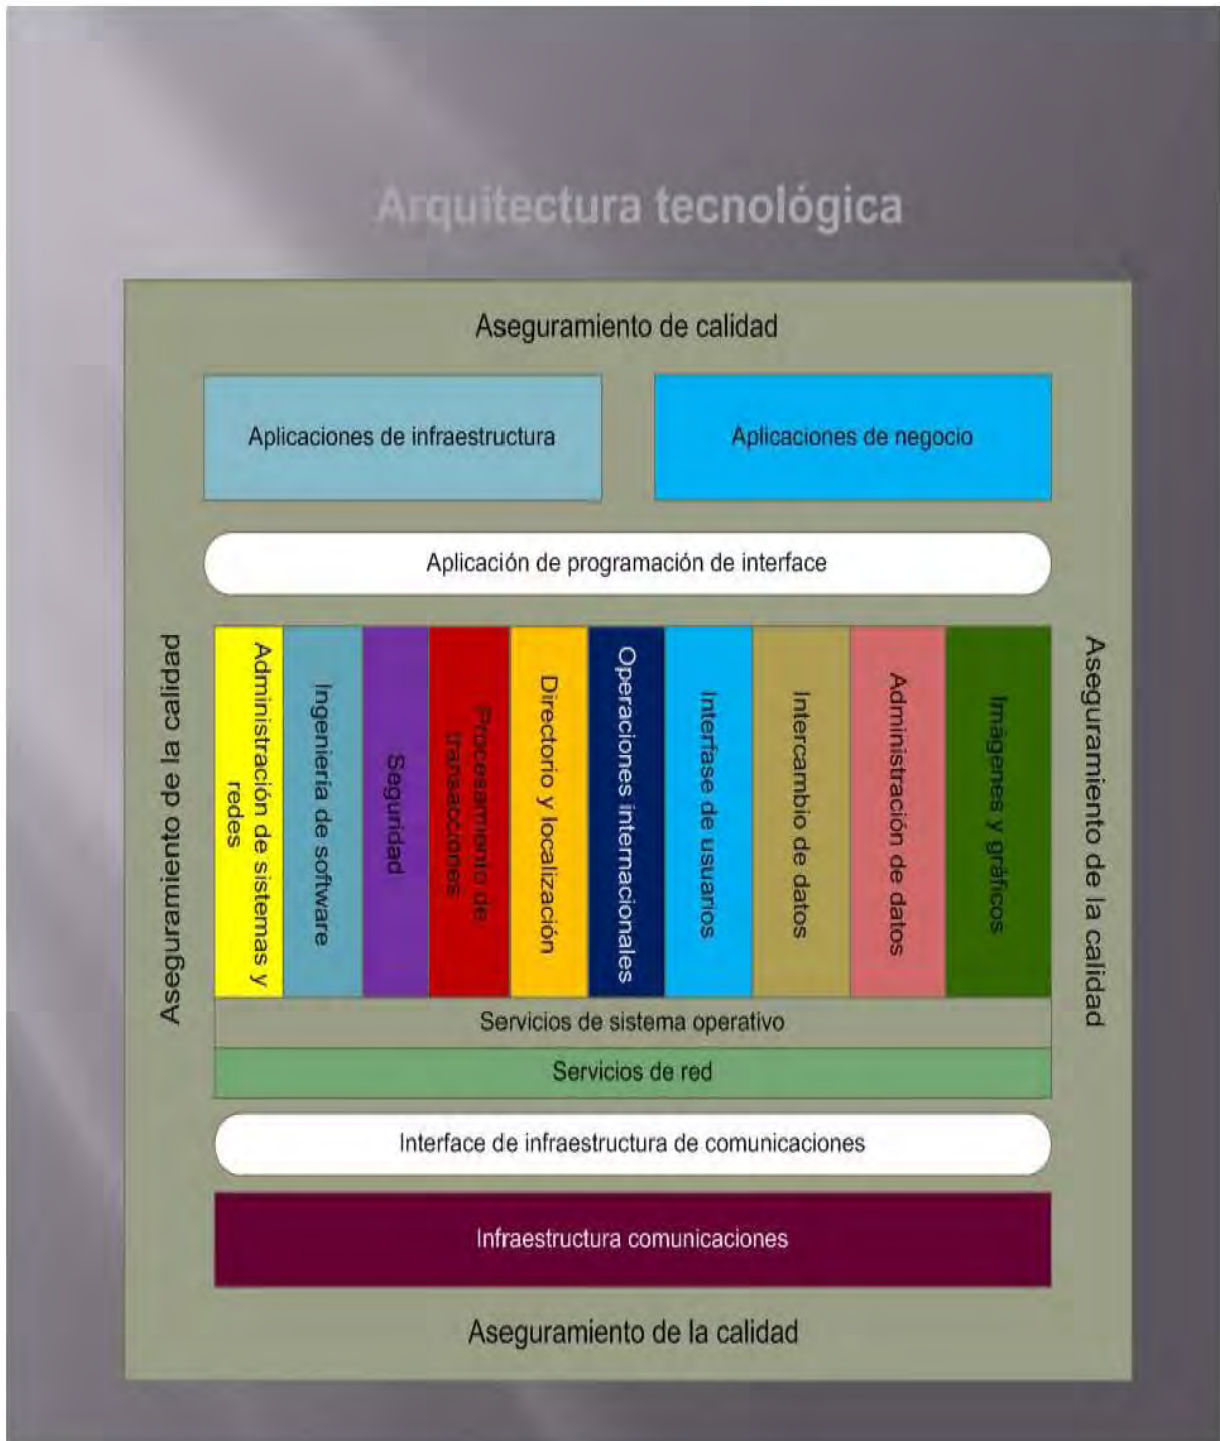 Arquitectura tecnológica
Aseguramiento de calidad
Aplicaciones de infraestructura
Aplicaciones de negocio
Aplicación de programación de interface
Aseguramiento de la calidad
Administración de sistemas y
redes
Ingeniería de software
Seguridad
Procesamiento de
transacciones
Directorio y localización
Operaciones internacionales
Interfase de usuarios
Intercambio de datos
Administración de datos
Imágenes y gráficos
Aseguramiento de la calidad
Servicios de sistema operativo
Servicios de red
Interface de infraestructura de comunicaciones
Infraestructura comunicaciones
Aseguramiento de la calidad